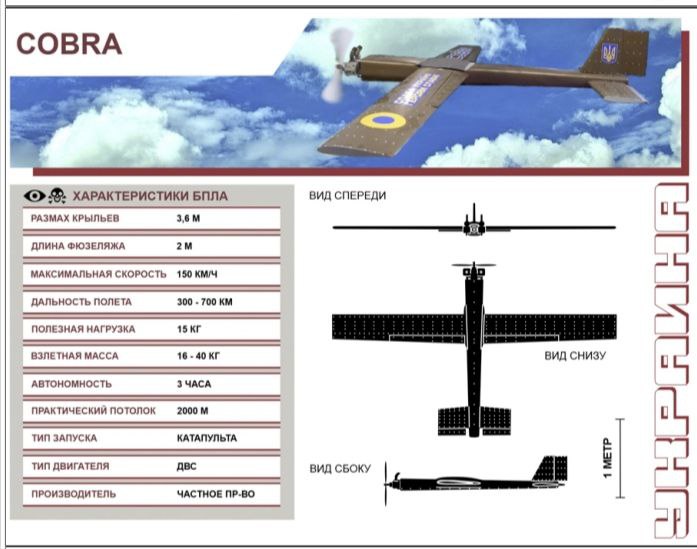 COBRA
ХАРАКТЕРИСТИКИ БПЛА
РАЗМАХ КРЫЛЬЕВ 3,6 М
ДЛИНА ФЮЗЕЛЯЖА 2 М
МАКСИМАЛЬНАЯ СКОРОСТЬ 150 КМ/Ч
ДАЛЬНОСТЬ ПОЛЕТА 300 - 700 КМ
ПОЛЕЗНАЯ НАГРУЗКА 15 КГ
ВЗЛЕТНАЯ МАССА 16 - 40 КГ
АВТОНОМНОСТЬ 3 ЧАСА
ПРАКТИЧЕСКИЙ ПОТОЛОК 2000 М
ТИП ЗАПУСКА КАТАПУЛЬТА
ТИП ДВИГАТЕЛЯ ДВС
ПРОИЗВОДИТЕЛЬ ЧАСТНОЕ ПР-ВО
ВИД СПЕРЕДИ
ВИД СНИЗУ
ВИД СБОКУ
1 МЕТР
УКРАИНА